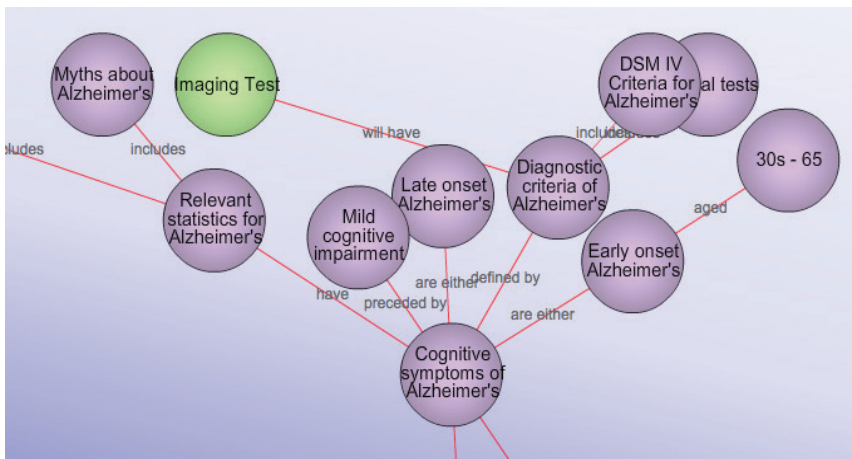 Myths about
Alzheimer's
Imaging Test
DSM IV
Criteria for
Alzheimer's
tests
will have
includes
includes
30s - 65
Relevant
statistics for
Alzheimer's
Late onset
Alzheimer's
Diagnostic
criteria of
Alzheimer's
Mild
cognitive
impairment
aged
Early onset
Alzheimer's
have
preceded by
are either
defined by
are either
Cognitive
symptoms of
Alzheimer's